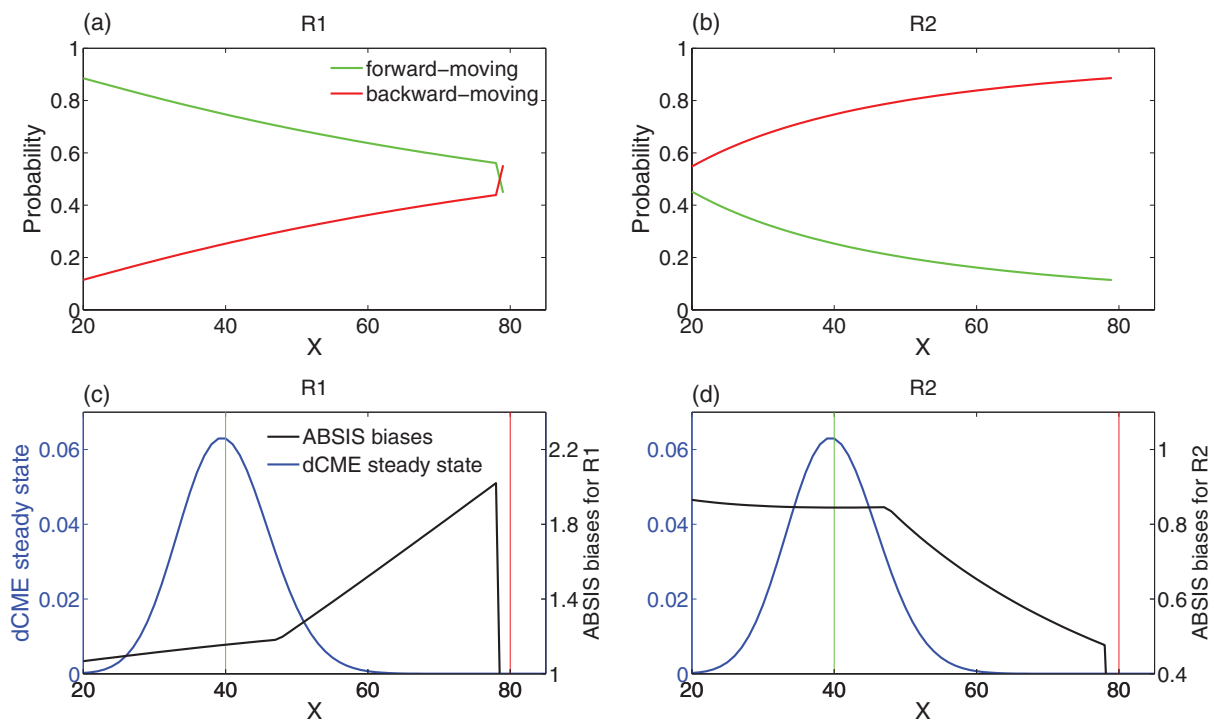 (a) R1
1
0.8
0.6
0.4
0.2
0
Probability
forward-moving
backward-moving
20 40 60 80
X
(b) R2
1
0.8
0.6
0.4
0.2
0
Probability
20 40 60 80
X
(c) R1
0.06
0.04
0.02
0
dCME steady state
ABSIS biases
dCME steady state
2.2
1.8
1.4
1
ABSIS biases for R1
20 40 60 80
X
(d) R2
0.06
0.04
0.02
0
1
0.8
0.6
0.4
ABSIS biases for R2
20 40 60 80
X